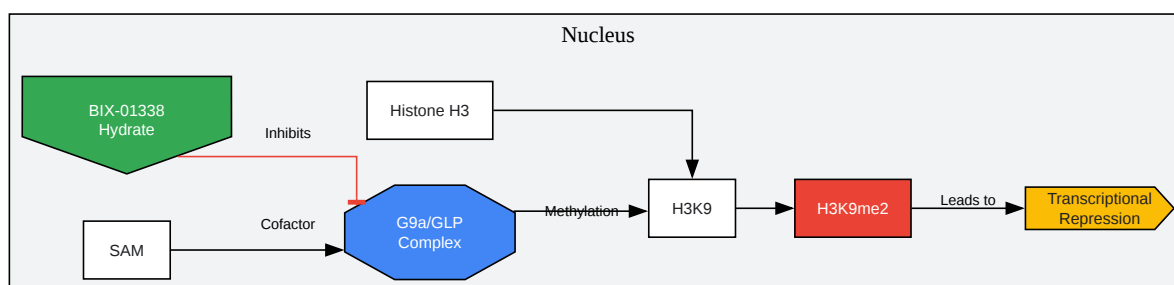 Nucleus
BIX-01338
Hydrate
Inhibits
Histone H3
SAM
Cofactor
G9a/GLP
Complex
Methylation
H3K9
H3K9me2
Leads to
Transcriptional
Repression